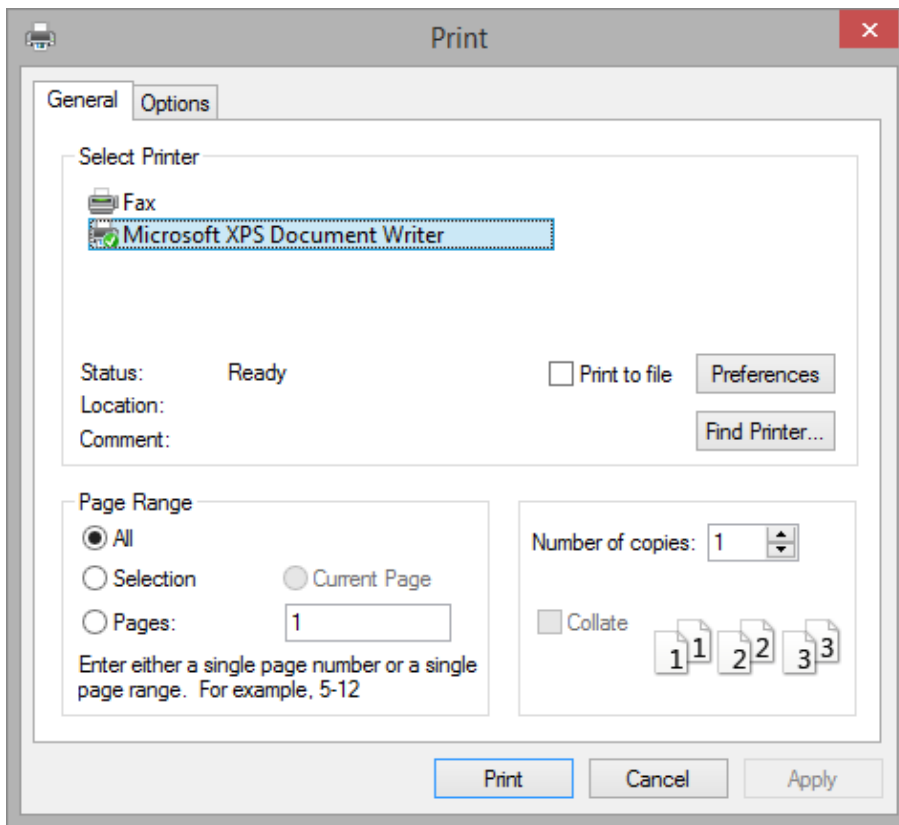 Print
General Options
Select Printer
Fax
Microsoft XPS Document Writer
Status: Ready
Print to file Preferences
Location:
Comment:
Find Printer...
Page Range
All
Selection Current Page
Pages: 1
Enter either a single page number or a single
page range. For example, 5-12
Number of copies: 1
Collate
1 1 2 2 3 3
Print Cancel Apply